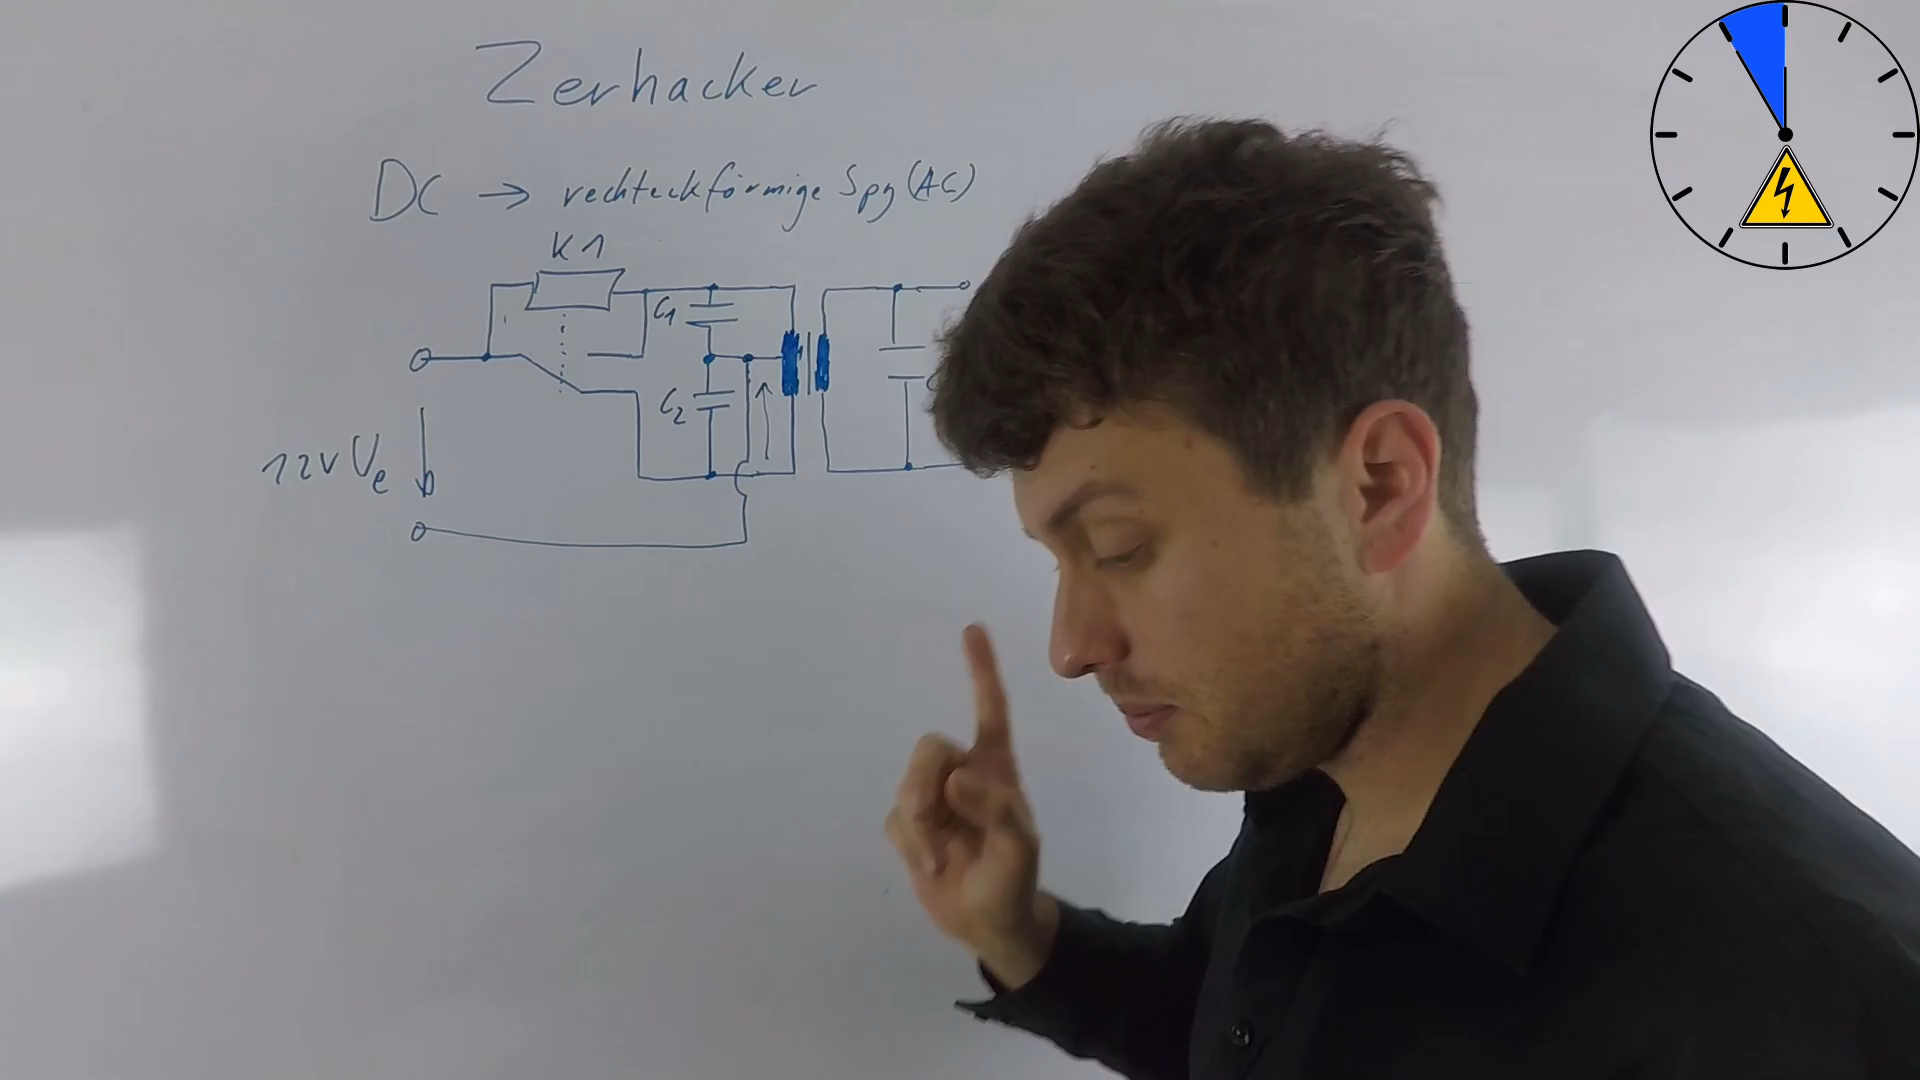 Zerhacker
DC → rechteckförmige Spg (AC)
K1
C1
C2
12V Ue